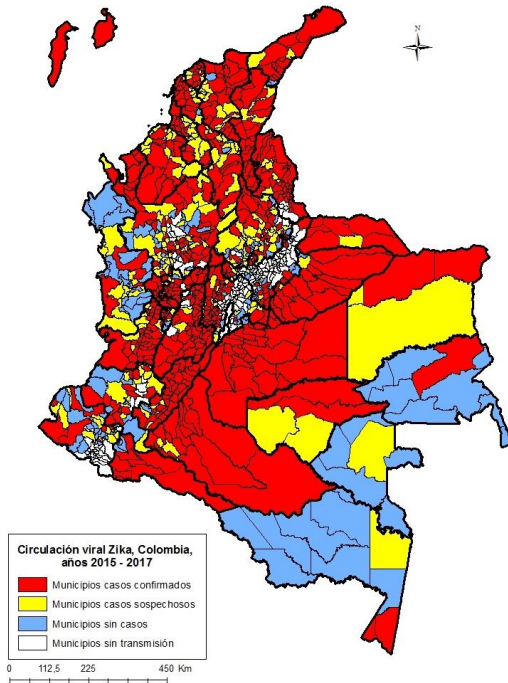 N
Circulación viral Zika, Colombia,
años 2015 - 2017
Municipios casos confirmados
Municipios casos sospechosos
Municipios sin casos
Municipios sin transmisión
0 112,5 225 450 Km